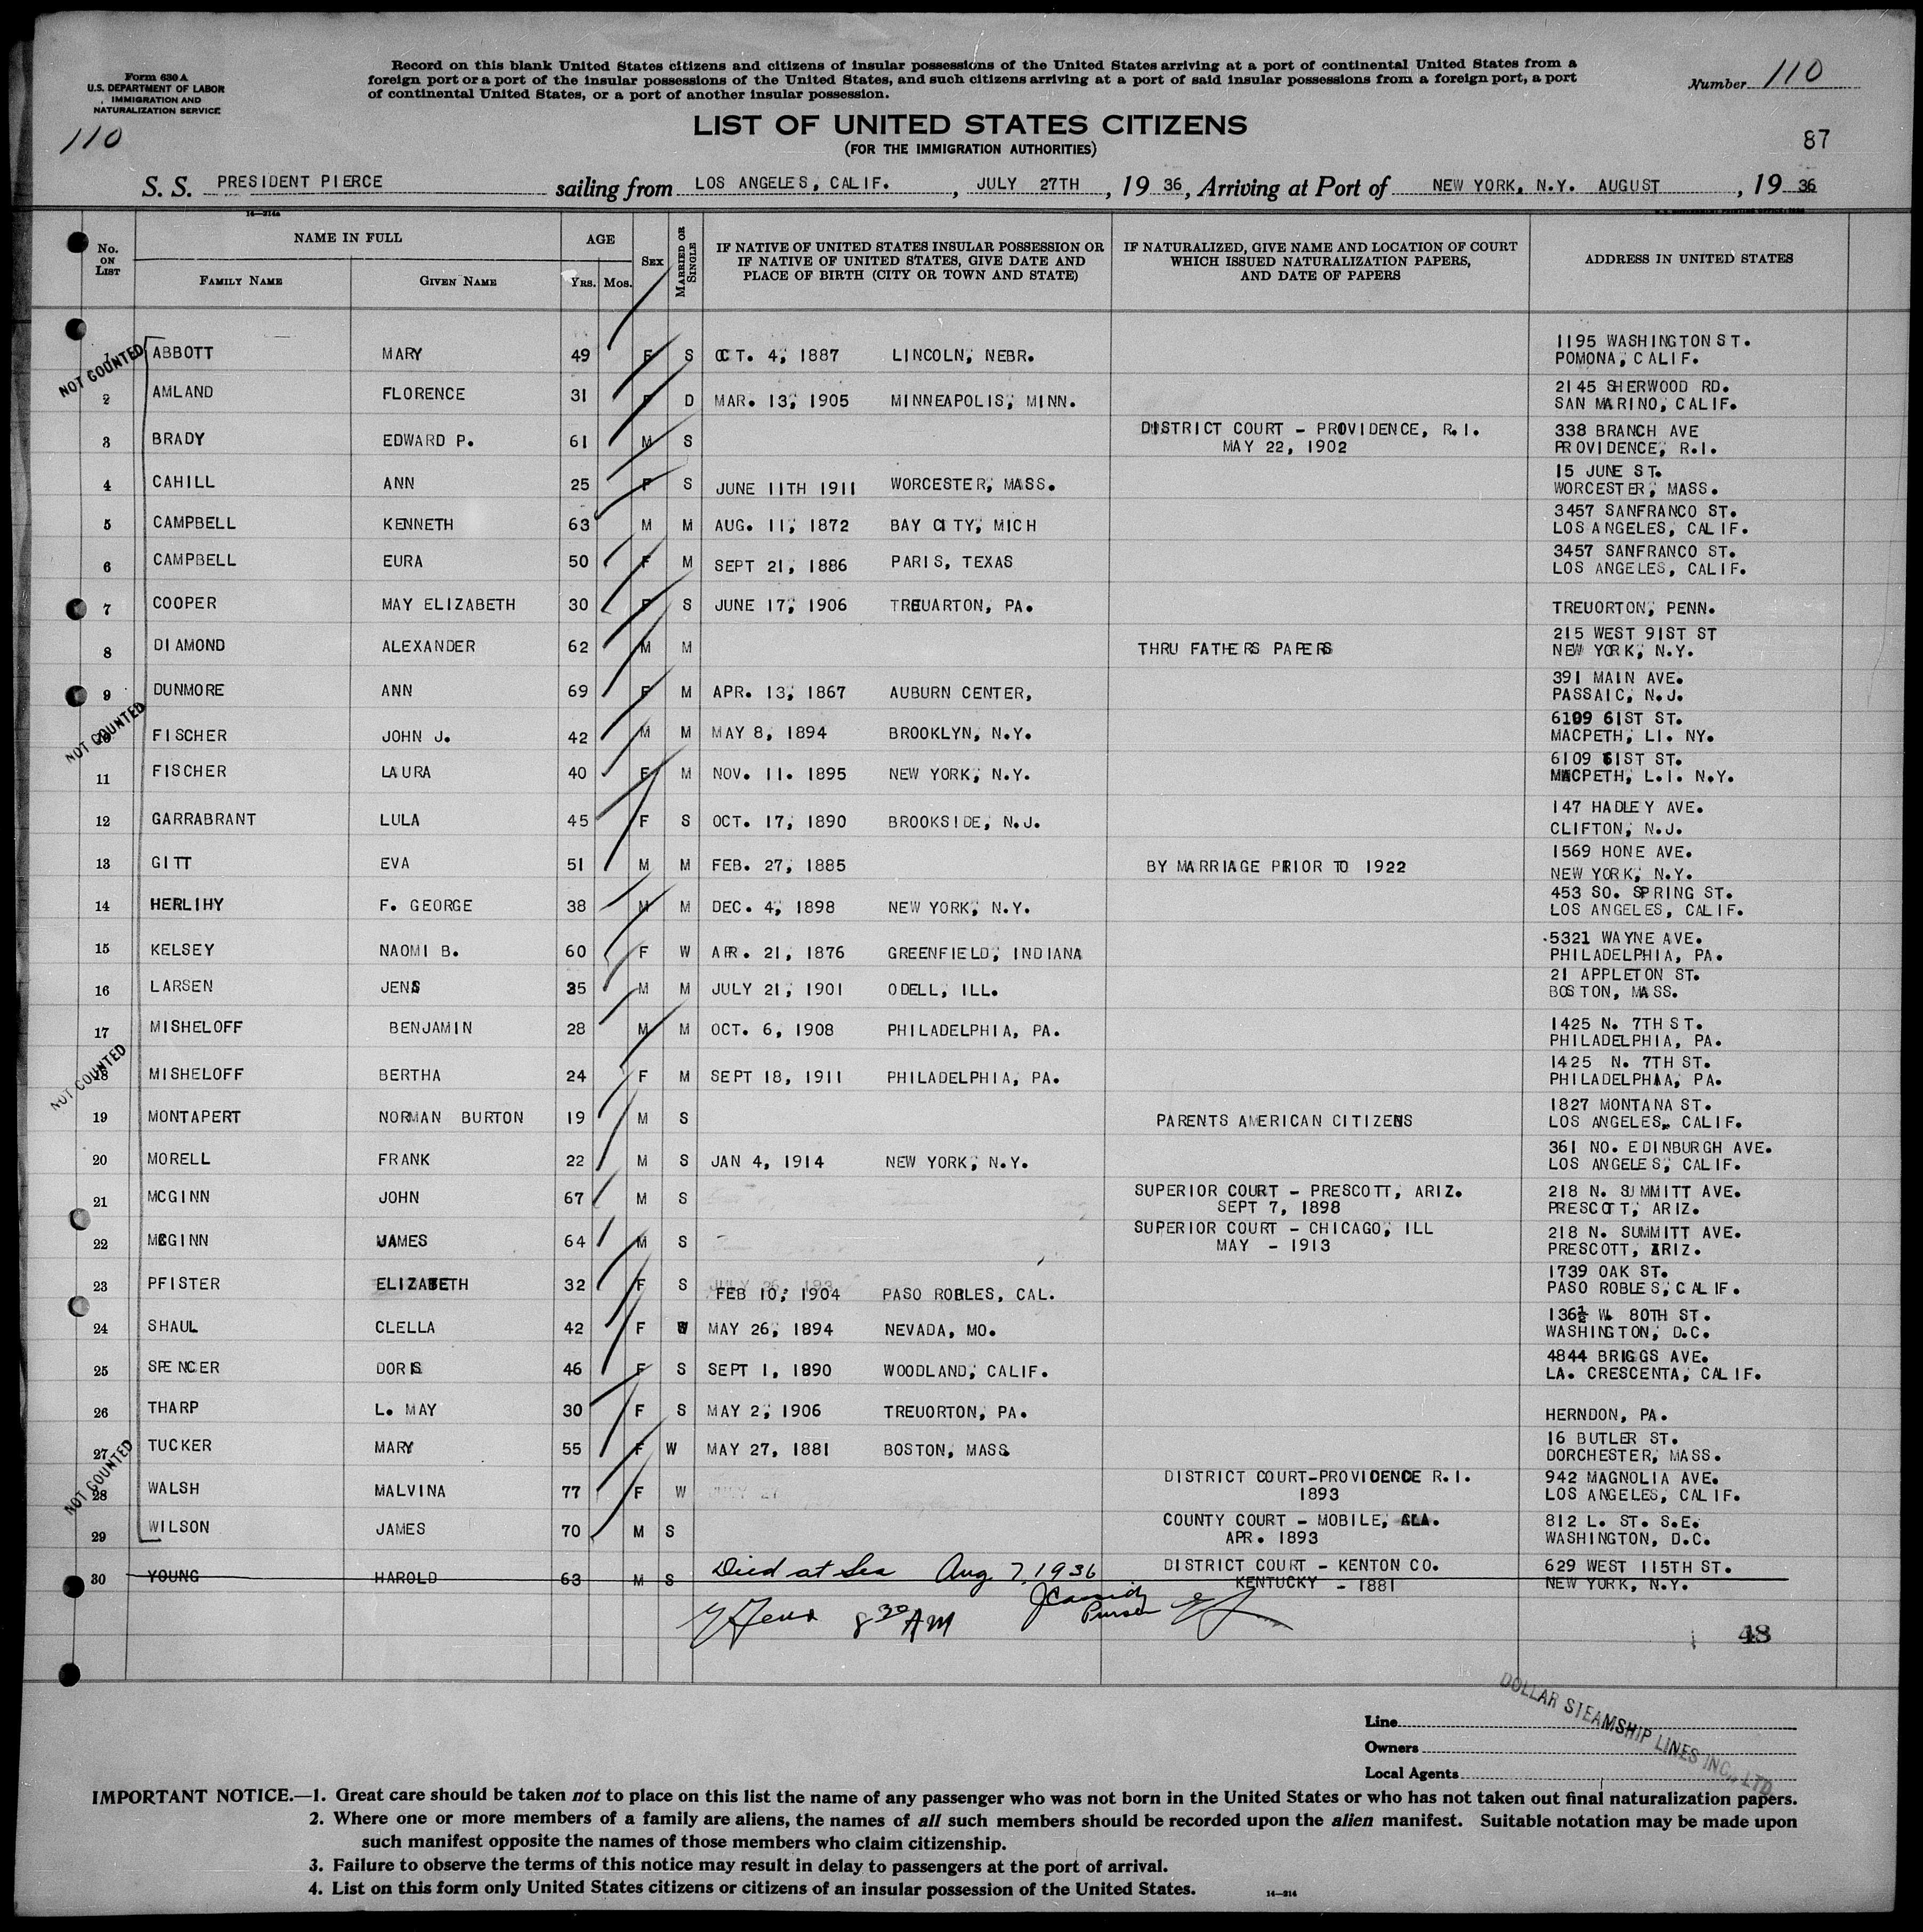 Form 630 A
U.S. DEPARTMENT OF LABOR
IMMIGRATION AND
NATURALIZATION SERVICE
110
Record on this blank United States citizens and citizens of insular possessions of the United States arriving at a port of continental United States from a
foreign port or a port of the insular possessions of the United States, and such citizens arriving at a port of said insular possessions from a foreign port, a port
of continental United States, or a port of another insular possession.
Number 110
LIST OF UNITED STATES CITIZENS
(FOR THE IMMIGRATION AUTHORITIES)
87
S. S. PRESIDENT PIERCE sailing from LOS ANGELES, CALIF. , JULY 27TH , 19 36, Arriving at Port of NEW YORK, N.Y. AUGUST , 19 36
14—214a
No. ON LIST
NAME IN FULL
FAMILY NAME GIVEN NAME
AGE
YRS. MOS.
SEX
MARRIED OR SINGLE
IF NATIVE OF UNITED STATES INSULAR POSSESSION OR
IF NATIVE OF UNITED STATES, GIVE DATE AND
PLACE OF BIRTH (CITY OR TOWN AND STATE)
IF NATURALIZED, GIVE NAME AND LOCATION OF COURT
WHICH ISSUED NATURALIZATION PAPERS,
AND DATE OF PAPERS
ADDRESS IN UNITED STATES
NOT COUNTED
1 ABBOTT MARY 49 F S OCT. 4, 1887 LINCOLN, NEBR. 1195 WASHINGTON ST.
POMONA, CALIF.
2 AMLAND FLORENCE 31 F D MAR. 13, 1905 MINNEAPOLIS, MINN. 2145 SHERWOOD RD.
SAN MARINO, CALIF.
3 BRADY EDWARD P. 61 M S DISTRICT COURT - PROVIDENCE, R.I. 338 BRANCH AVE
MAY 22, 1902 PROVIDENCE, R.I.
4 CAHILL ANN 25 F S JUNE 11TH 1911 WORCESTER, MASS. 15 JUNE ST.
WORCESTER, MASS.
5 CAMPBELL KENNETH 63 M M AUG. 11, 1872 BAY CITY, MICH 3457 SANFRANCO ST.
LOS ANGELES, CALIF.
6 CAMPBELL EURA 50 F M SEPT 21, 1886 PARIS, TEXAS 3457 SANFRANCO ST.
LOS ANGELES, CALIF.
7 COOPER MAY ELIZABETH 30 F S JUNE 17, 1906 TREUARTON, PA. TREUORTON, PENN.
8 DIAMOND ALEXANDER 62 M M THRU FATHERS PAPERS 215 WEST 91ST ST
NEW YORK, N.Y.
9 DUNMORE ANN 69 F M APR. 13, 1867 AUBURN CENTER, 391 MAIN AVE.
PASSAIC, N.J.
NOT COUNTED
10 FISCHER JOHN J. 42 M M MAY 8, 1894 BROOKLYN, N.Y. 6109 61ST ST.
MACPETH, LI. NY.
11 FISCHER LAURA 40 F M NOV. 11. 1895 NEW YORK, N.Y. 6109 61ST ST.
MACPETH, L.I. N.Y.
12 GARRABRANT LULA 45 F S OCT. 17, 1890 BROOKSIDE, N.J. 147 HADLEY AVE.
CLIFTON, N.J.
13 GITT EVA 51 M M FEB. 27, 1885 BY MARRIAGE PRIOR TO 1922 1569 HONE AVE.
NEW YORK, N.Y.
14 HERLIHY F. GEORGE 38 M M DEC. 4, 1898 NEW YORK, N.Y. 453 SO. SPRING ST.
LOS ANGELES, CALIF.
15 KELSEY NAOMI B. 60 F W APR. 21, 1876 GREENFIELD, INDIANA 5321 WAYNE AVE.
PHILADELPHIA, PA.
16 LARSEN JENS 35 M M JULY 21, 1901 ODELL, ILL. 21 APPLETON ST.
BOSTON, MASS.
17 MISHELOFF BENJAMIN 28 M M OCT. 6, 1908 PHILADELPHIA, PA. 1425 N. 7TH ST.
PHILADELPHIA, PA.
NOT COUNTED
18 MISHELOFF BERTHA 24 F M SEPT 18, 1911 PHILADELPHIA, PA. 1425 N. 7TH ST.
PHILADELPHIA, PA.
19 MONTAPERT NORMAN BURTON 19 M S PARENTS AMERICAN CITIZENS 1827 MONTANA ST.
LOS ANGELES, CALIF.
20 MORELL FRANK 22 M S JAN 4, 1914 NEW YORK, N.Y. 361 NO. EDINBURGH AVE.
LOS ANGELES, CALIF.
21 MCGINN JOHN 67 M S SUPERIOR COURT - PRESCOTT, ARIZ. 218 N. SUMMITT AVE.
SEPT 7, 1898 PRESCOTT, ARIZ.
22 MCGINN JAMES 64 M S SUPERIOR COURT - CHICAGO, ILL 218 N. SUMMITT AVE.
MAY - 1913 PRESCOTT, ARIZ.
23 PFISTER ELIZABETH 32 F S FEB 10, 1904 PASO ROBLES, CAL. 1739 OAK ST.
PASO ROBLES, CALIF.
24 SHAUL CLELLA 42 F W MAY 26, 1894 NEVADA, MO. 136½ W. 80TH ST.
WASHINGTON, D.C.
25 SPENCER DORIS 46 F S SEPT 1, 1890 WOODLAND, CALIF. 4844 BRIGGS AVE.
LA. CRESCENTA, CALIF.
26 THARP L. MAY 30 F S MAY 2, 1906 TREUORTON, PA. HERNDON, PA.
27 TUCKER MARY 55 F W MAY 27, 1881 BOSTON, MASS 16 BUTLER ST.
DORCHESTER, MASS.
NOT COUNTED
28 WALSH MALVINA 77 F W DISTRICT COURT-PROVIDENCE R.I. 942 MAGNOLIA AVE.
1893 LOS ANGELES, CALIF.
29 WILSON JAMES 70 M S COUNTY COURT - MOBILE, ALA. 812 L. ST. S.E.
APR. 1893 WASHINGTON, D.C.
30 YOUNG HAROLD 63 M S Died at Sea Aug 7, 1936 DISTRICT COURT - KENTON CO. 629 WEST 115TH ST.
KENTUCKY - 1881 NEW YORK, N.Y.
8 30 AM Purser
48
DOLLAR STEAMSHIP LINES INC., LTD.
Line
Owners
Local Agents
IMPORTANT NOTICE.—1. Great care should be taken not to place on this list the name of any passenger who was not born in the United States or who has not taken out final naturalization papers.
2. Where one or more members of a family are aliens, the names of all such members should be recorded upon the alien manifest. Suitable notation may be made upon
such manifest opposite the names of those members who claim citizenship.
3. Failure to observe the terms of this notice may result in delay to passengers at the port of arrival.
4. List on this form only United States citizens or citizens of an insular possession of the United States.
14—214